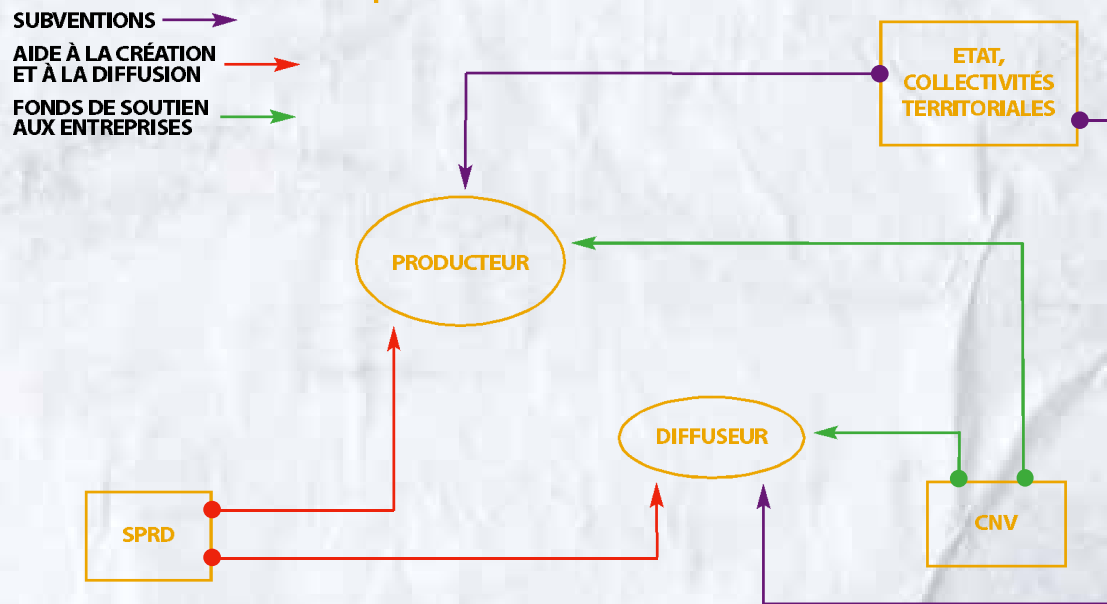 SUBVENTIONS
AIDE À LA CRÉATION
ET À LA DIFFUSION
FONDS DE SOUTIEN
AUX ENTREPRISES
ETAT,
COLLECTIVITÉS
TERRITORIALES
PRODUCTEUR
DIFFUSEUR
SPRD
CNV